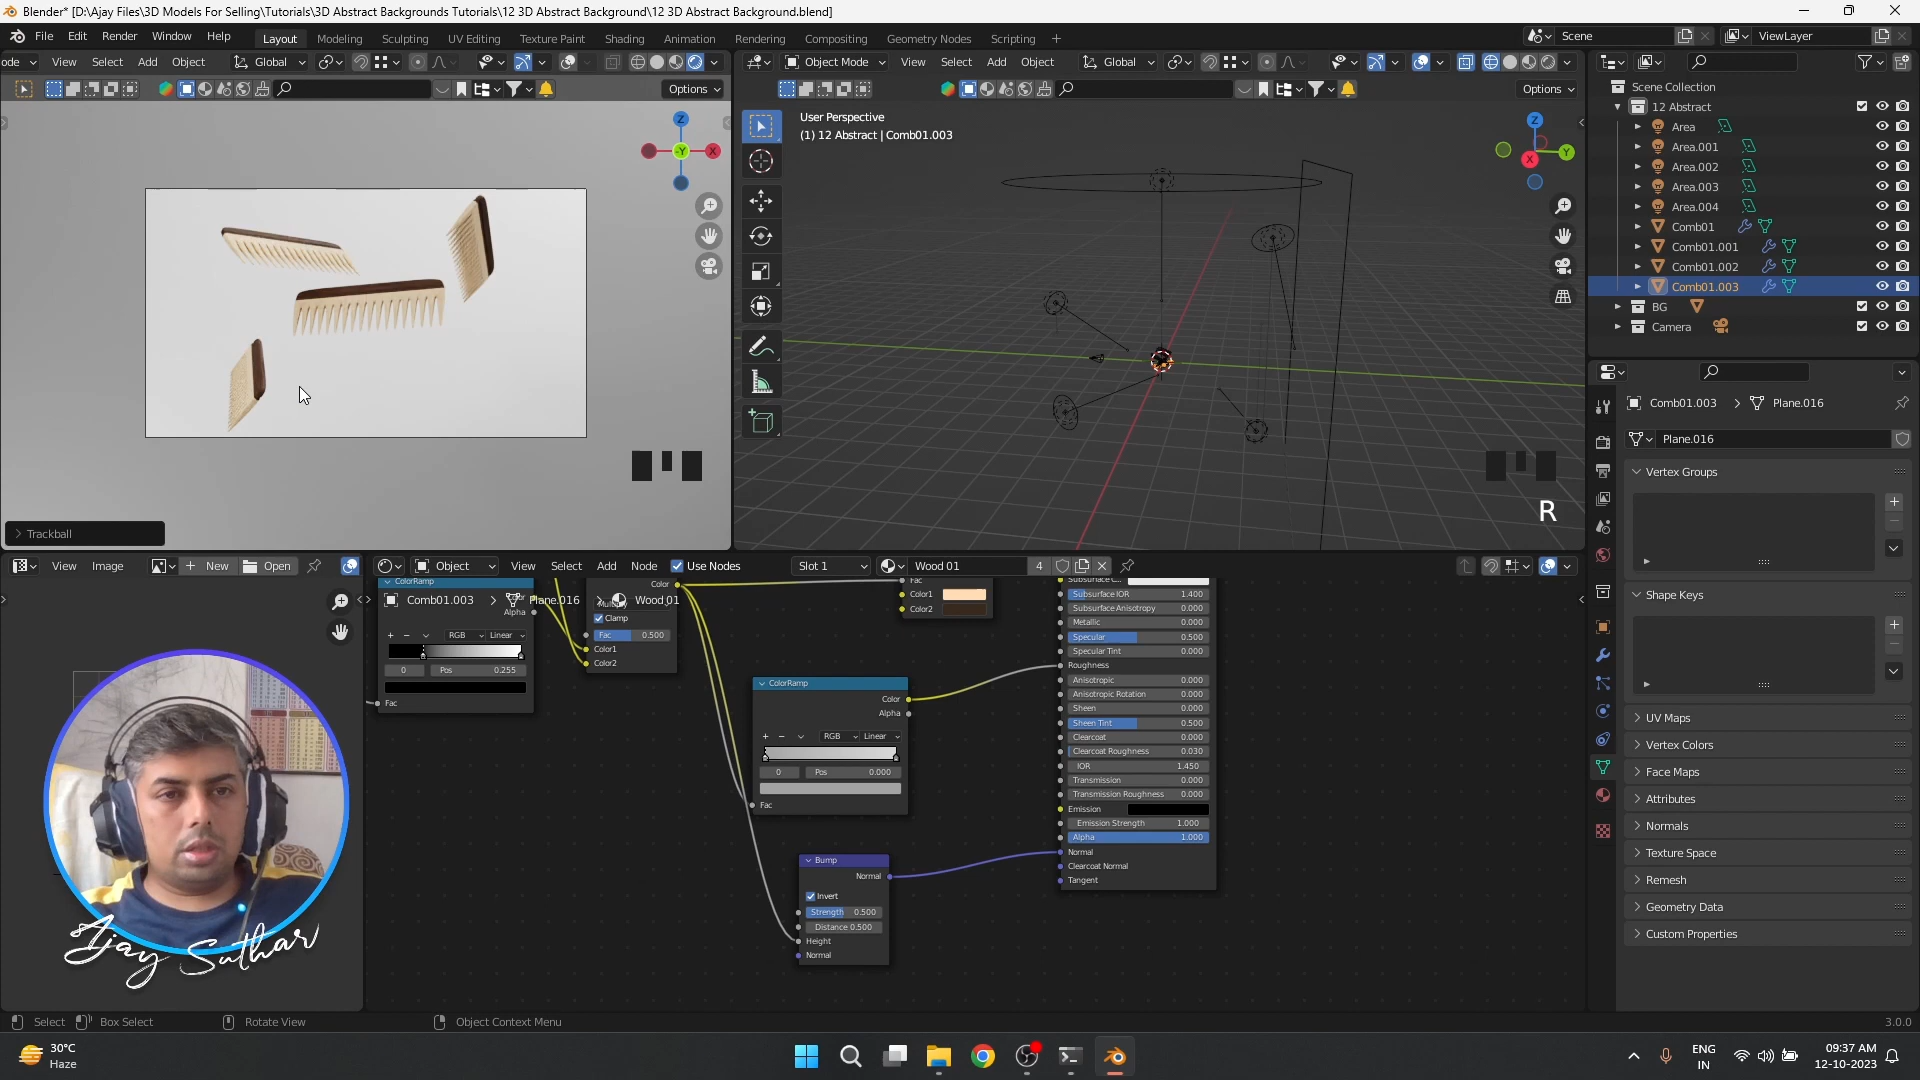 Blender* [D:\Ajay Files\3D Models For Selling\Tutorials\3D Abstract Backgrounds Tutorials\12 3D Abstract Background\12 3D Abstract Background.blend]
File Edit Render Window Help Layout Modeling Sculpting UV Editing Texture Paint Shading Animation Rendering Compositing Geometry Nodes Scripting + Scene ViewLayer
ode View Select Add Object Global Object Mode View Select Add Object Global
Options Options
User Perspective
(1) 12 Abstract | Comb01.003
Z
X
-Y
Z
Y
X
R
Trackball
Scene Collection
12 Abstract
Area
Area.001
Area.002
Area.003
Area.004
Comb01
Comb01.001
Comb01.002
Comb01.003
BG
Camera
Comb01.003 > Plane.016
Plane.016
Vertex Groups
Shape Keys
UV Maps
Vertex Colors
Face Maps
Attributes
Normals
Texture Space
Remesh
Geometry Data
Custom Properties
View Image + New Open Object View Select Add Node Use Nodes Slot 1 Wood 01 4
Comb01.003 > Plane.016 > Wood 01
ColorRamp
Alpha
RGB Linear
0 Pos 0.255
Fac
Color
Clamp
Fac 0.500
Color1
Color2
Fac
Color1
Color2
ColorRamp
Color
Alpha
RGB Linear
0 Pos 0.000
Fac
Bump
Normal
Invert
Strength 0.500
Distance 0.500
Height
Normal
Subsurface C...
Subsurface IOR 1.400
Subsurface Anisotropy 0.000
Metallic 0.000
Specular 0.500
Specular Tint 0.000
Roughness
Anisotropic 0.000
Anisotropic Rotation 0.000
Sheen 0.000
Sheen Tint 0.500
Clearcoat 0.000
Clearcoat Roughness 0.030
IOR 1.450
Transmission 0.000
Transmission Roughness 0.000
Emission
Emission Strength 1.000
Alpha 1.000
Normal
Clearcoat Normal
Tangent
Ajay Suthar
Select Box Select Rotate View Object Context Menu 3.0.0
30°C
Haze
ENG
IN
09:37 AM
12-10-2023